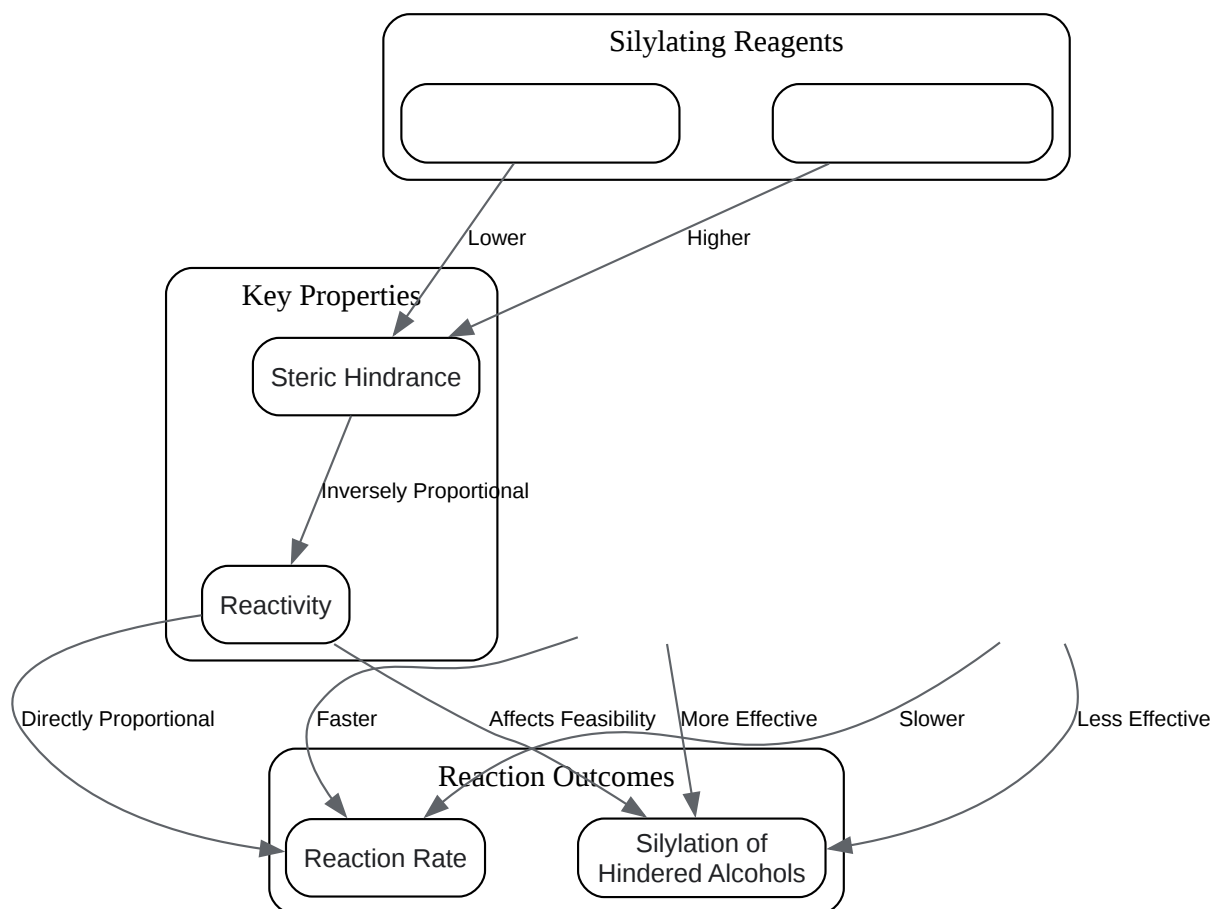 Silylating Reagents
Lower
Higher
Key Properties
Steric Hindrance
Inversely Proportional
Reactivity
Directly Proportional
Faster
Affects Feasibility
More Effective
Slower
Less Effective
Reaction Outcomes
Reaction Rate
Silylation of
Hindered Alcohols